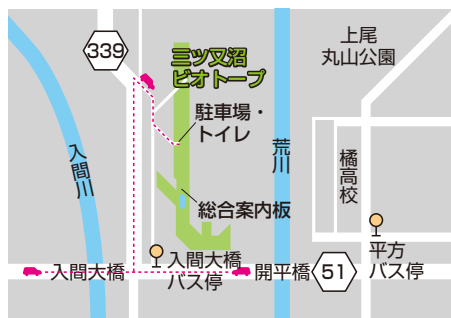 339
三ツ又沼
ビオトープ
上尾
丸山公園
駐車場・
トイレ
入間川
荒川
橘高校
総合案内板
入間大橋
入間大橋
バス停
開平橋
51
平方
バス停